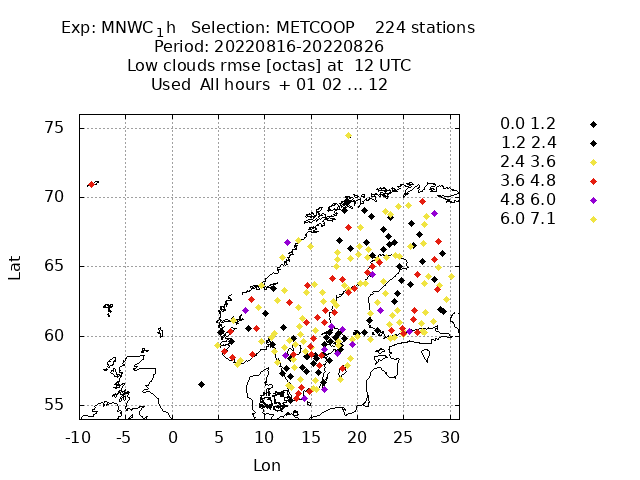 Exp: MNWC1h Selection: METCOOP 224 stations
Period: 20220816-20220826
Low clouds rmse [octas] at 12 UTC
Used All hours + 01 02 ... 12
0.0 1.2
1.2 2.4
2.4 3.6
3.6 4.8
4.8 6.0
6.0 7.1
75
70
65
60
55
Lat
-10 -5 0 5 10 15 20 25 30
Lon